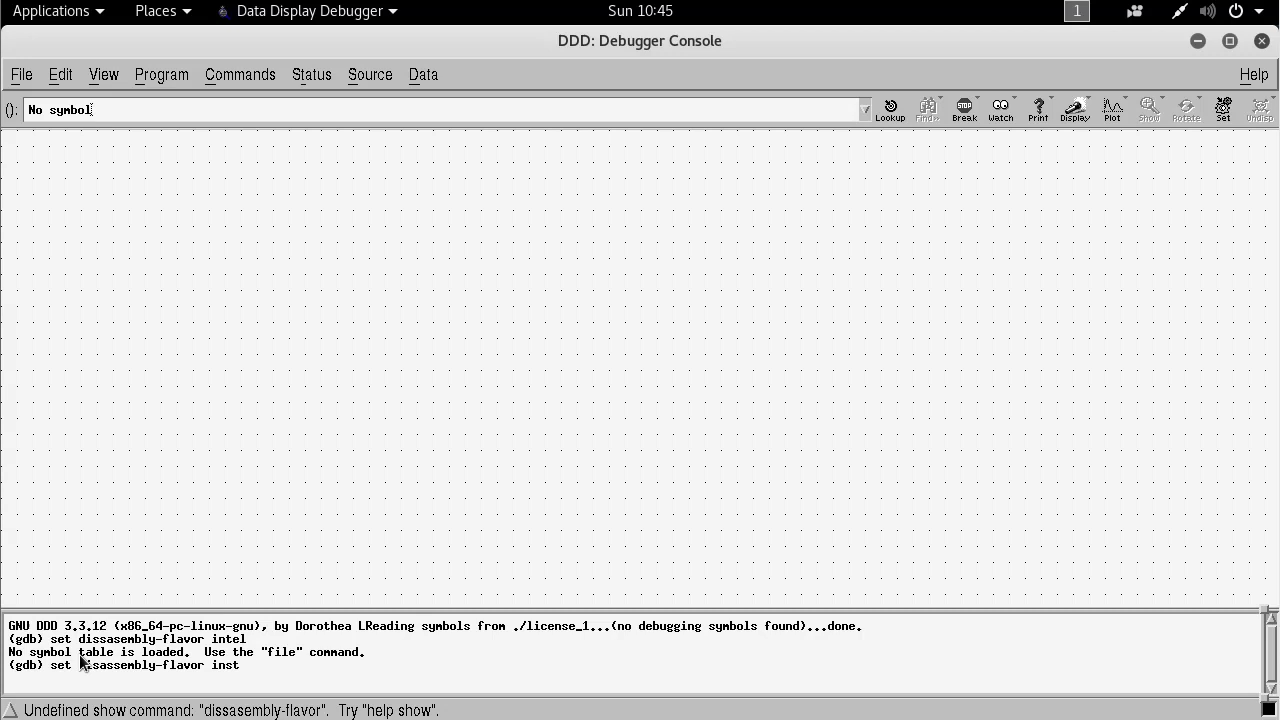 Applications Places Data Display Debugger Sun 10:45 1
DDD: Debugger Console
File Edit View Program Commands Status Source Data Help
(): No symbol Lookup Find» Break Watch Print Display Plot Show Rotate Set Undisp
STOP
GNU DDD 3.3.12 (x86_64-pc-linux-gnu), by Dorothea LReading symbols from ./license_1...(no debugging symbols found)...done.
(gdb) set dissasembly-flavor intel
No symbol table is loaded.  Use the "file" command.
(gdb) set disassembly-flavor inst
Undefined show command: "dissasembly-flavor".  Try "help show".